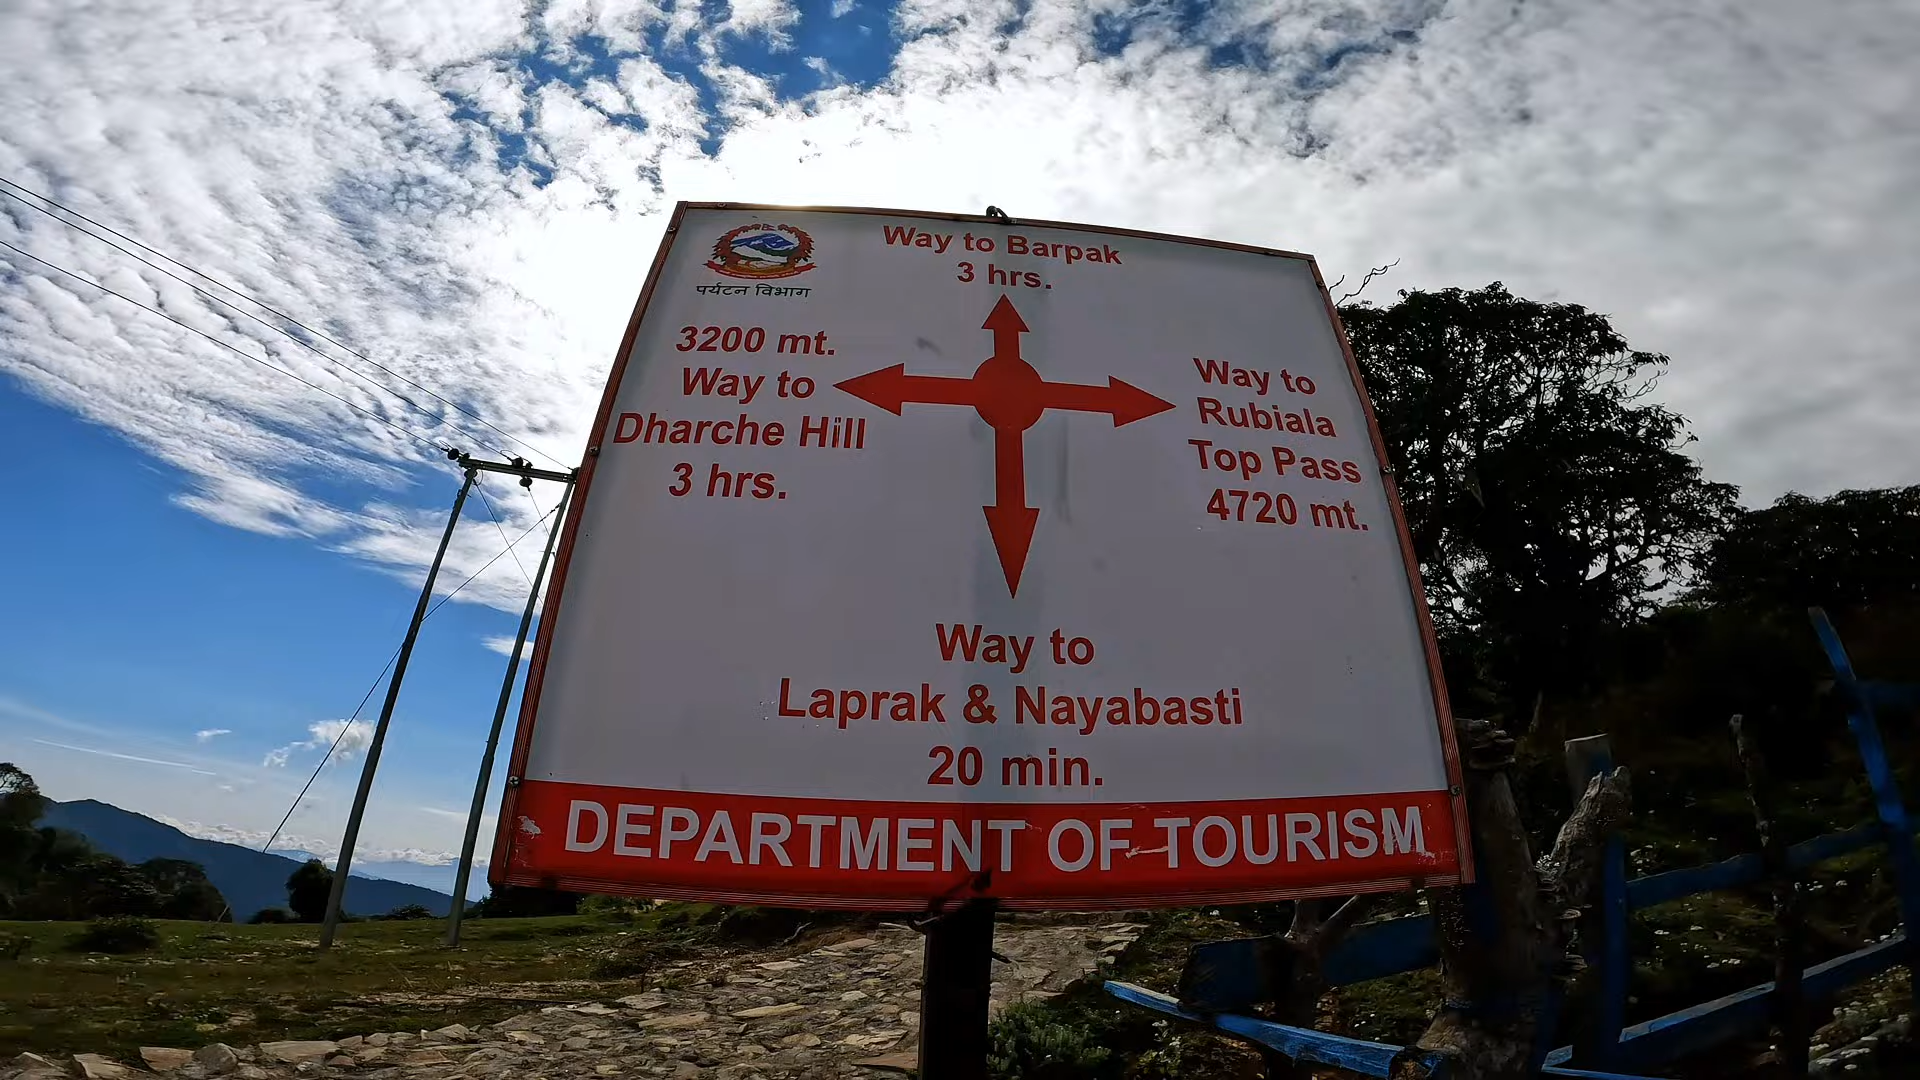 पर्यटन विभाग
Way to Barpak
3 hrs.
3200 mt.
Way to
Dharche Hill
3 hrs.
Way to
Rubiala
Top Pass
4720 mt.
Way to
Laprak & Nayabasti
20 min.
DEPARTMENT OF TOURISM